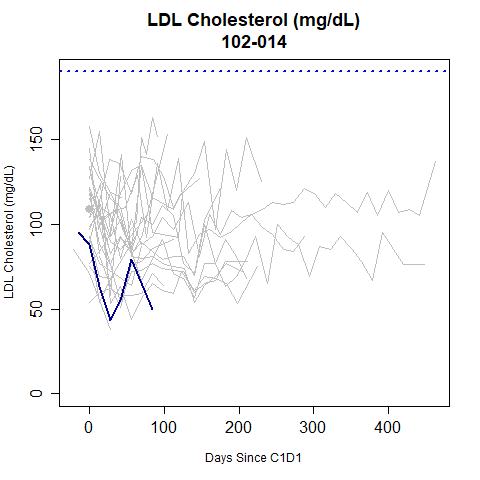 LDL Cholesterol (mg/dL)
102-014
LDL Cholesterol (mg/dL)
150
100
50
0
0 100 200 300 400
Days Since C1D1